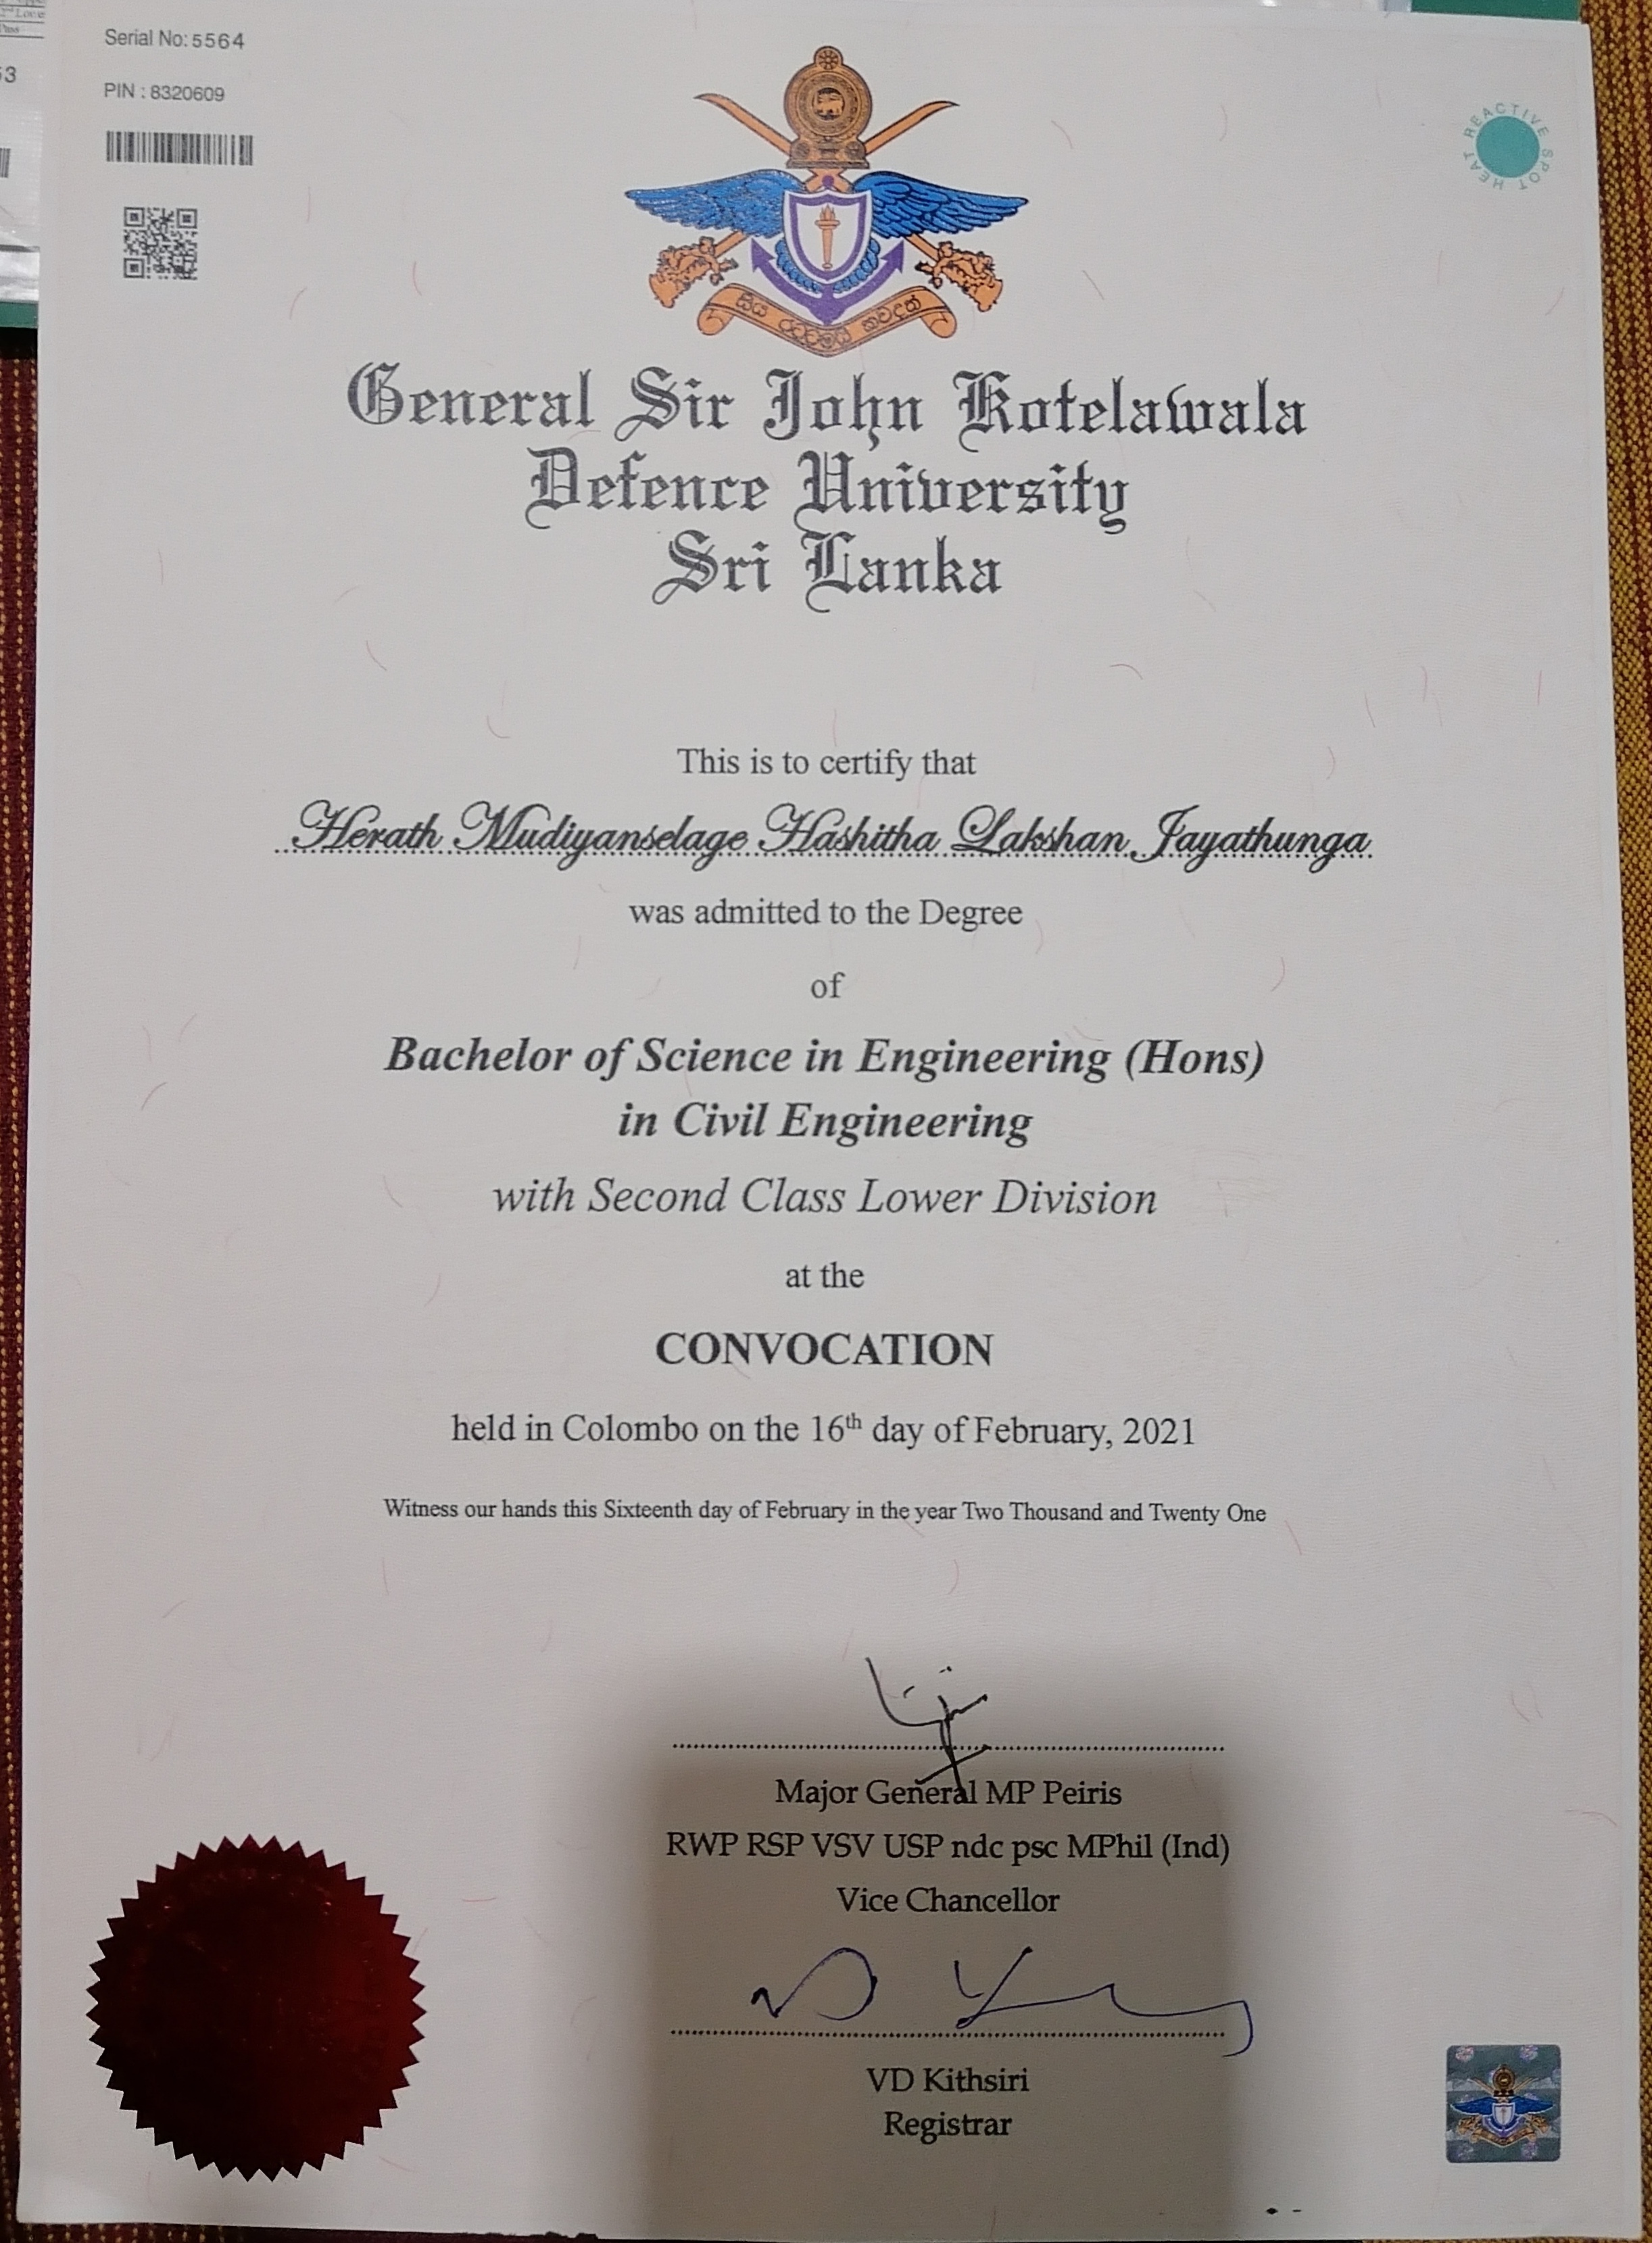 Serial No: 5564
PIN : 8320609
HEAT REACTIVE SPOT
General Sir John Kotelawala
Defence University
Sri Lanka
This is to certify that
Herath Mudiyanselage Hashitha Lakshan Jayathunga
was admitted to the Degree
of
Bachelor of Science in Engineering (Hons)
in Civil Engineering
with Second Class Lower Division
at the
CONVOCATION
held in Colombo on the 16th day of February, 2021
Witness our hands this Sixteenth day of February in the year Two Thousand and Twenty One
Major General MP Peiris
RWP RSP VSV USP ndc psc MPhil (Ind)
Vice Chancellor
VD Kithsiri
Registrar